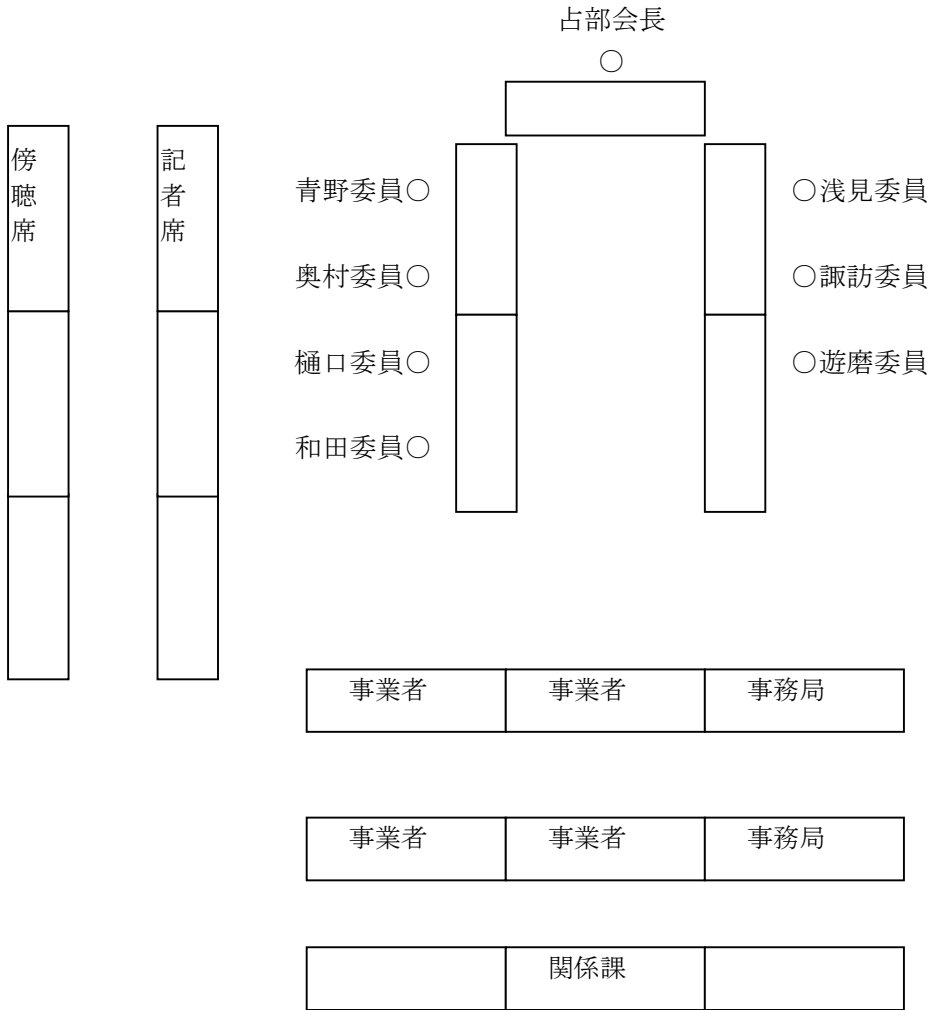 占部会長
○
傍聴席
記者席
青野委員○
○浅見委員
奥村委員○
○諏訪委員
樋口委員○
○遊磨委員
和田委員○
事業者 事業者 事務局
事業者 事業者 事務局
関係課